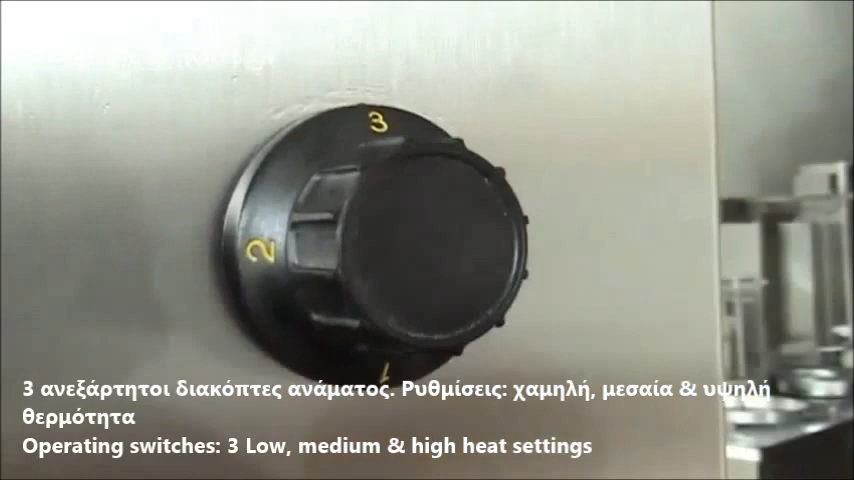 3
2
1
3 ανεξάρτητοι διακόπτες ανάματος. Ρυθμίσεις: χαμηλή, μεσαία & υψηλή
θερμότητα
Operating switches: 3 Low, medium & high heat settings